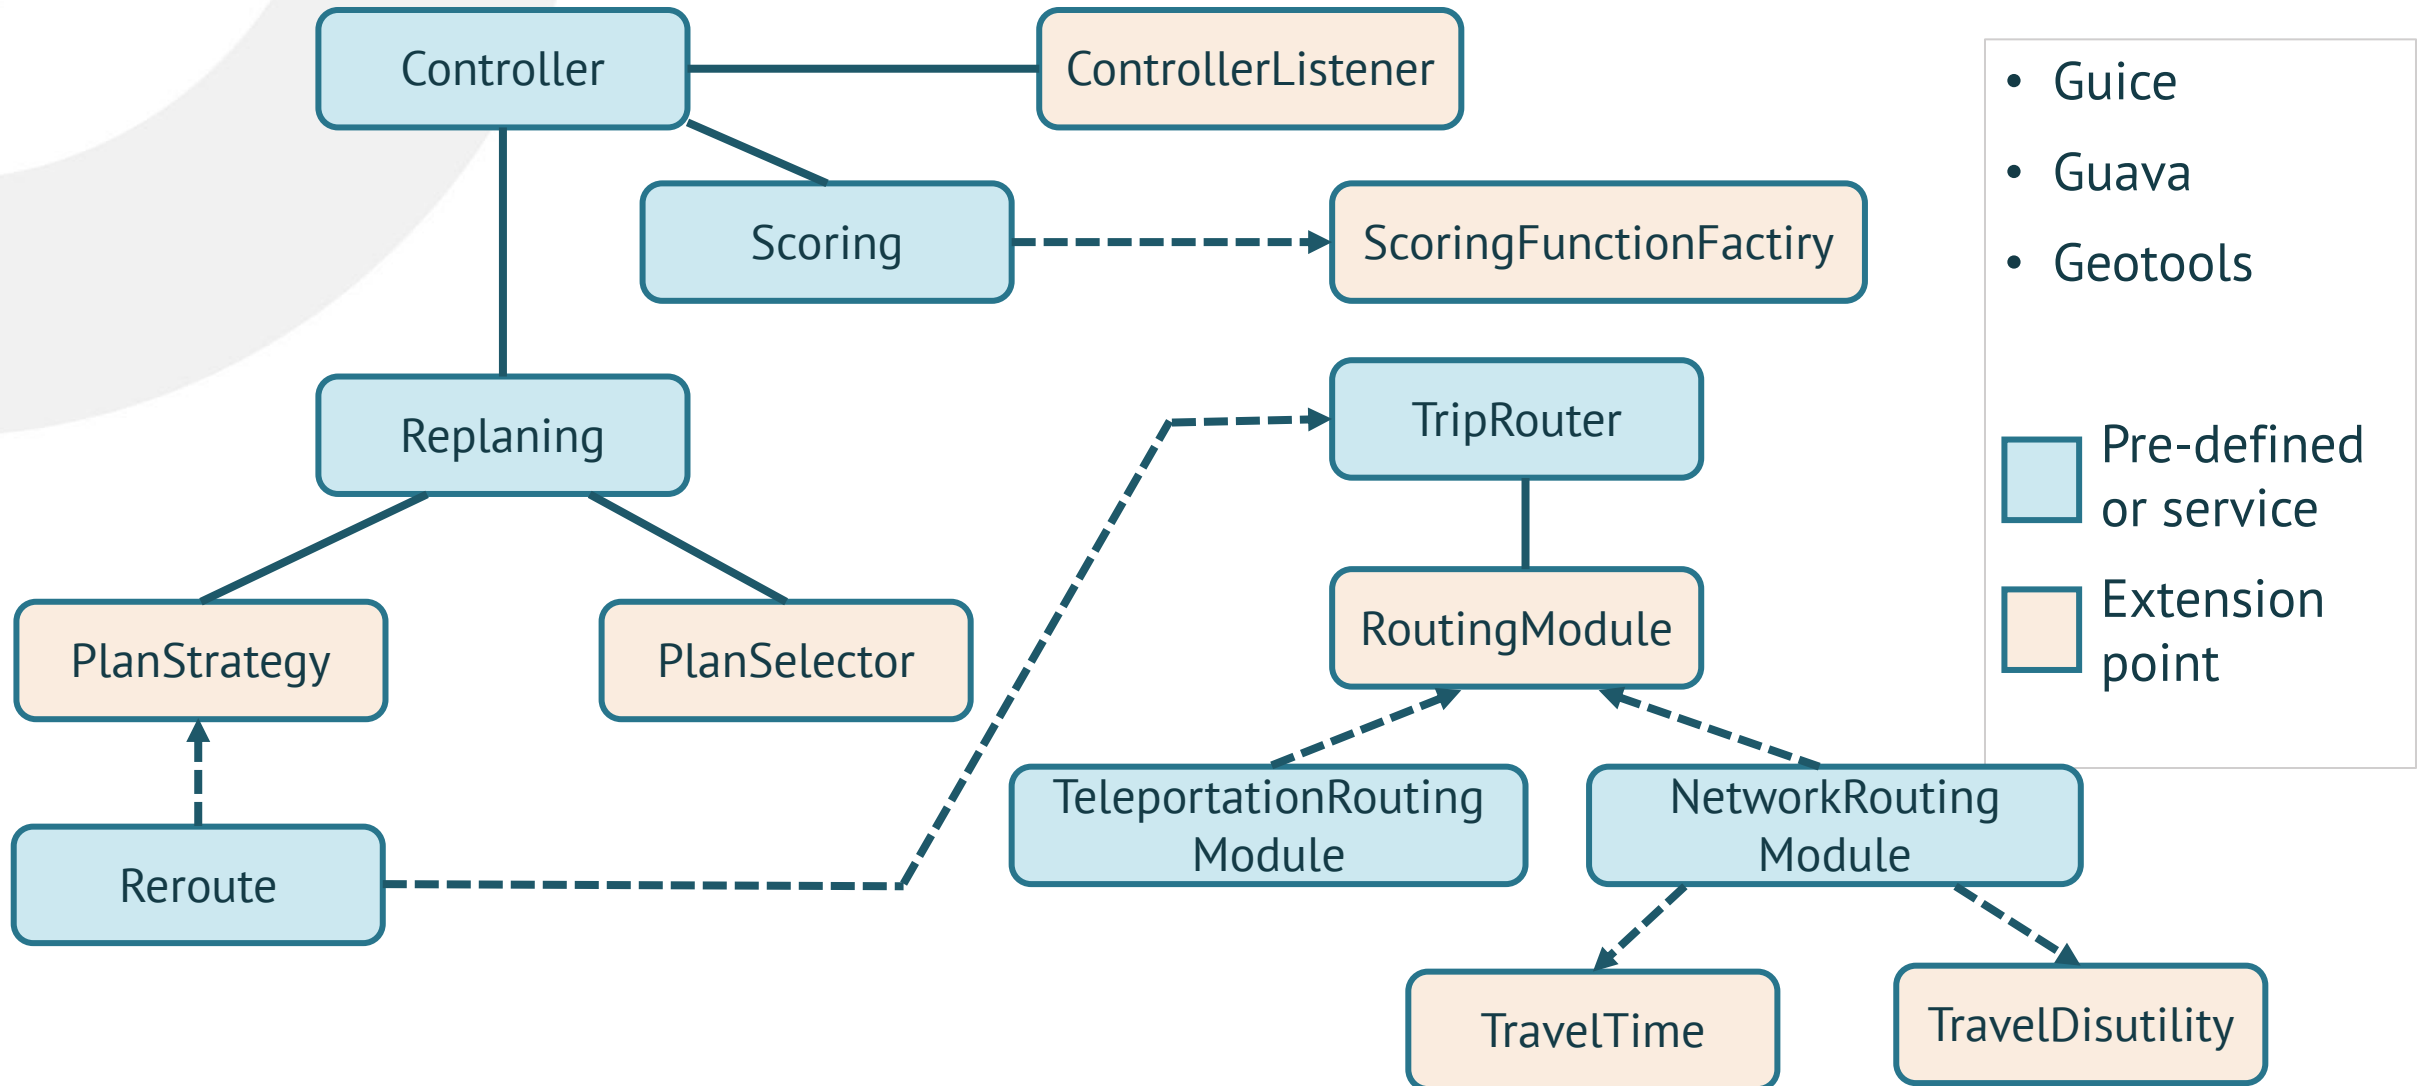 Controller
ControllerListener
Scoring
ScoringFunctionFactiry
Replaning
TripRouter
PlanStrategy
PlanSelector
RoutingModule
Reroute
TeleportationRouting
Module
NetworkRouting
Module
TravelTime
TravelDisutility
• Guice
• Guava
• Geotools
Pre-defined
or service
Extension
point